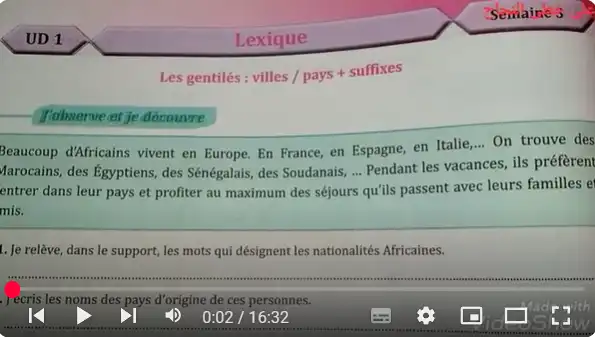 Semaine 3
UD 1
Lexique
Les gentilés : villes / pays + suffixes
J'observe et je découvre
Beaucoup d'Africains vivent en Europe. En France, en Espagne, en Italie,... On trouve des
Marocains, des Égyptiens, des Sénégalais, des Soudanais, ... Pendant les vacances, ils préfèrent
entrer dans leur pays et profiter au maximum des séjours qu'ils passent avec leurs familles et
mis.
1. Je relève, dans le support, les mots qui désignent les nationalités Africaines.
. J'écris les noms des pays d'origine de ces personnes.
0:02 / 16:32
Made with
VideoShow